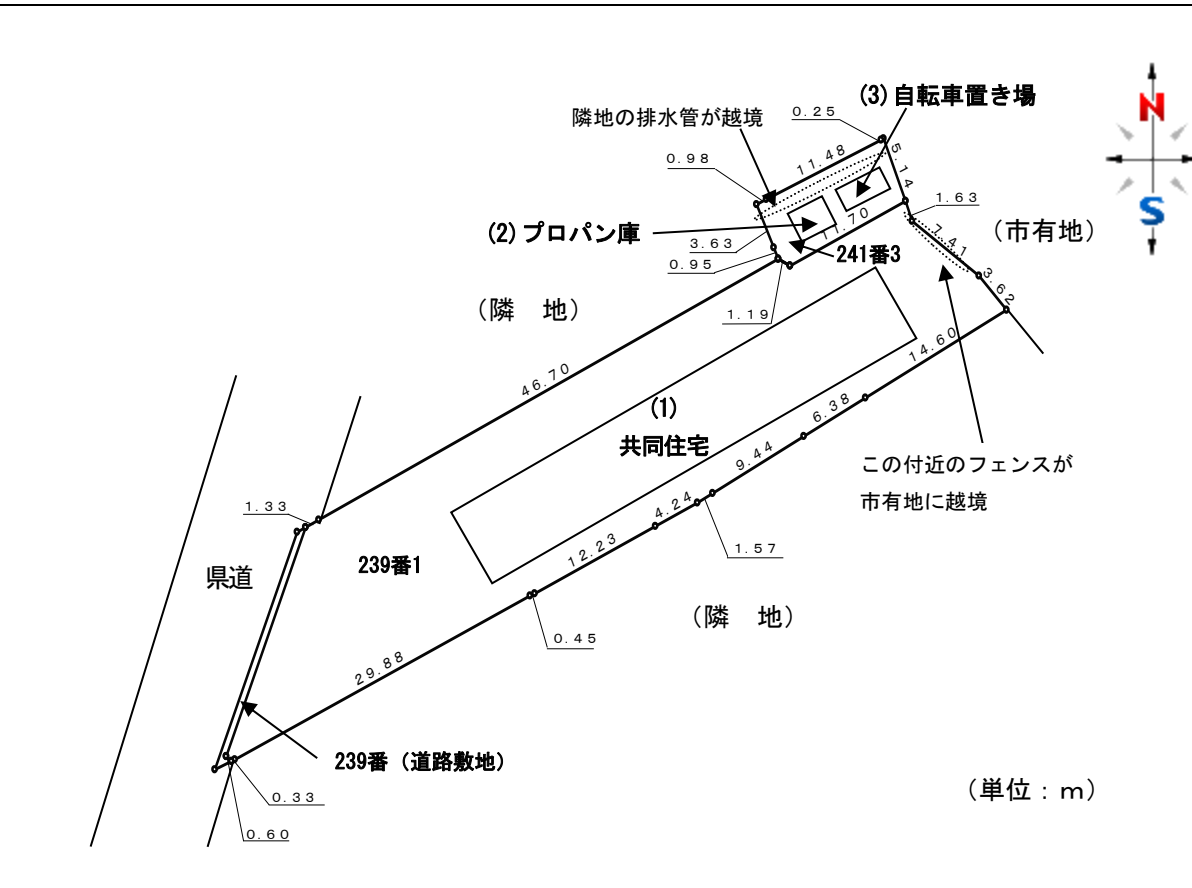 N
S
(3)自転車置き場
隣地の排水管が越境
0.25
11.48
0.98
5.14
1.63
(2)プロパン庫
11.70
(市有地)
3.63
7.41
241番3
0.95
3.62
(隣 地)
1.19
14.60
46.70
(1)
共同住宅
6.38
9.44
この付近のフェンスが
市有地に越境
1.33
4.24
12.23
1.57
239番1
県道
(隣 地)
0.45
29.88
239番(道路敷地)
0.33
(単位:m)
0.60